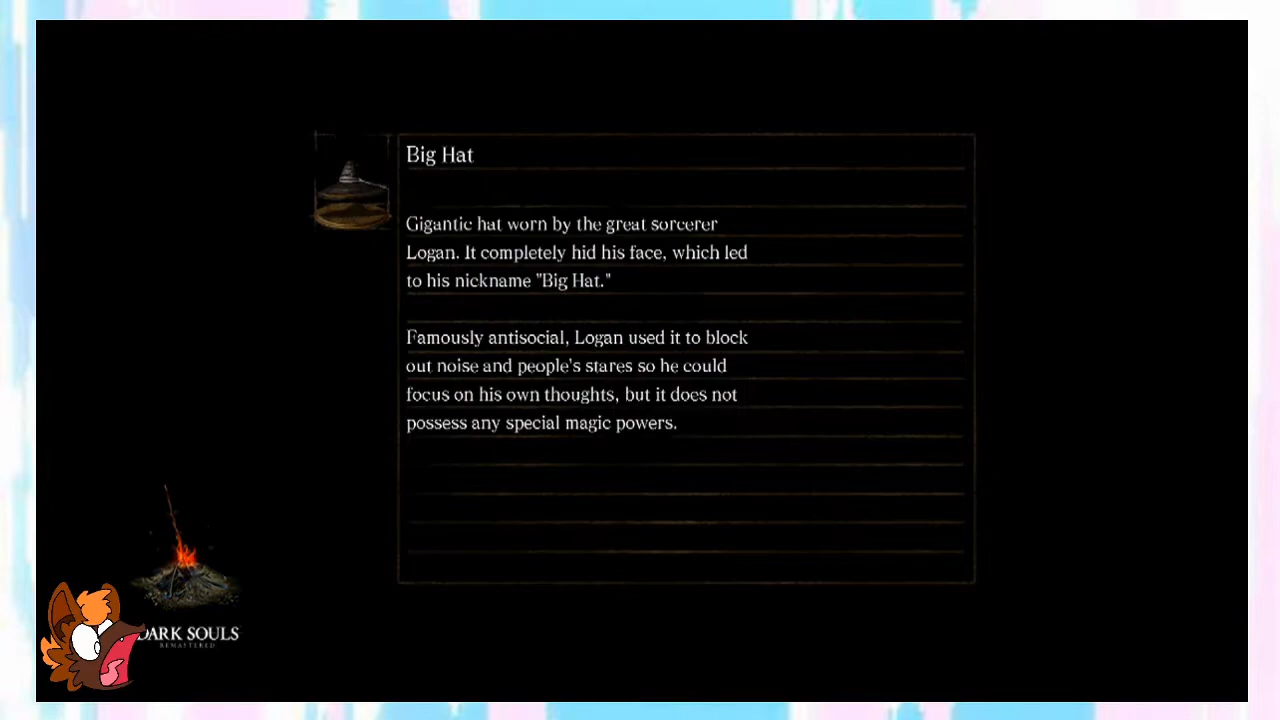 Big Hat
Gigantic hat worn by the great sorcerer
Logan. It completely hid his face, which led
to his nickname "Big Hat."
Famously antisocial, Logan used it to block
out noise and people's stares so he could
focus on his own thoughts, but it does not
possess any special magic powers.
DARK SOULS
REMASTERED